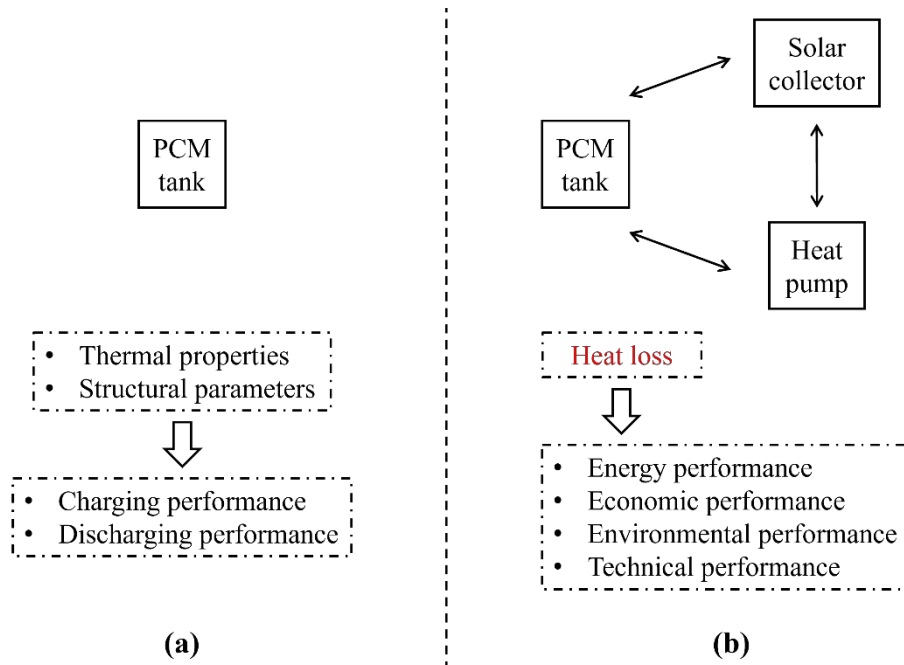 PCM
tank
• Thermal properties
• Structural parameters
• Charging performance
• Discharging performance
(a)
Solar
collector
PCM
tank
Heat
pump
Heat loss
• Energy performance
• Economic performance
• Environmental performance
• Technical performance
(b)